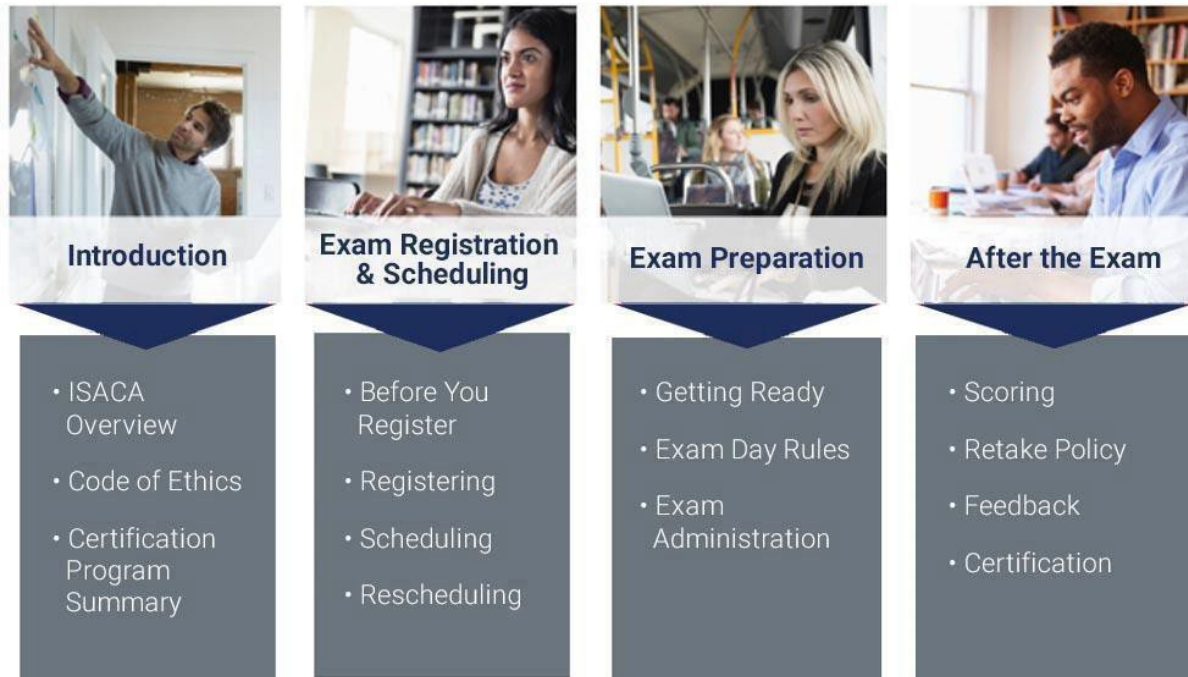 Introduction
• ISACA
Overview
• Code of Ethics
• Certification
Program
Summary
Exam Registration
& Scheduling
• Before You
Register
• Registering
• Scheduling
• Rescheduling
Exam Preparation
• Getting Ready
• Exam Day Rules
• Exam
Administration
After the Exam
• Scoring
• Retake Policy
• Feedback
• Certification